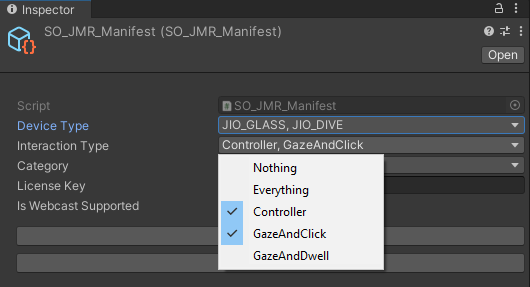 Inspector
SO_JMR_Manifest (SO_JMR_Manifest)
Open
Script SO_JMR_Manifest
Device Type JIO_GLASS, JIO_DIVE
Interaction Type Controller, GazeAndClick
Category
Nothing
License Key
Everything
Is Webcast Supported
Controller
GazeAndClick
GazeAndDwell